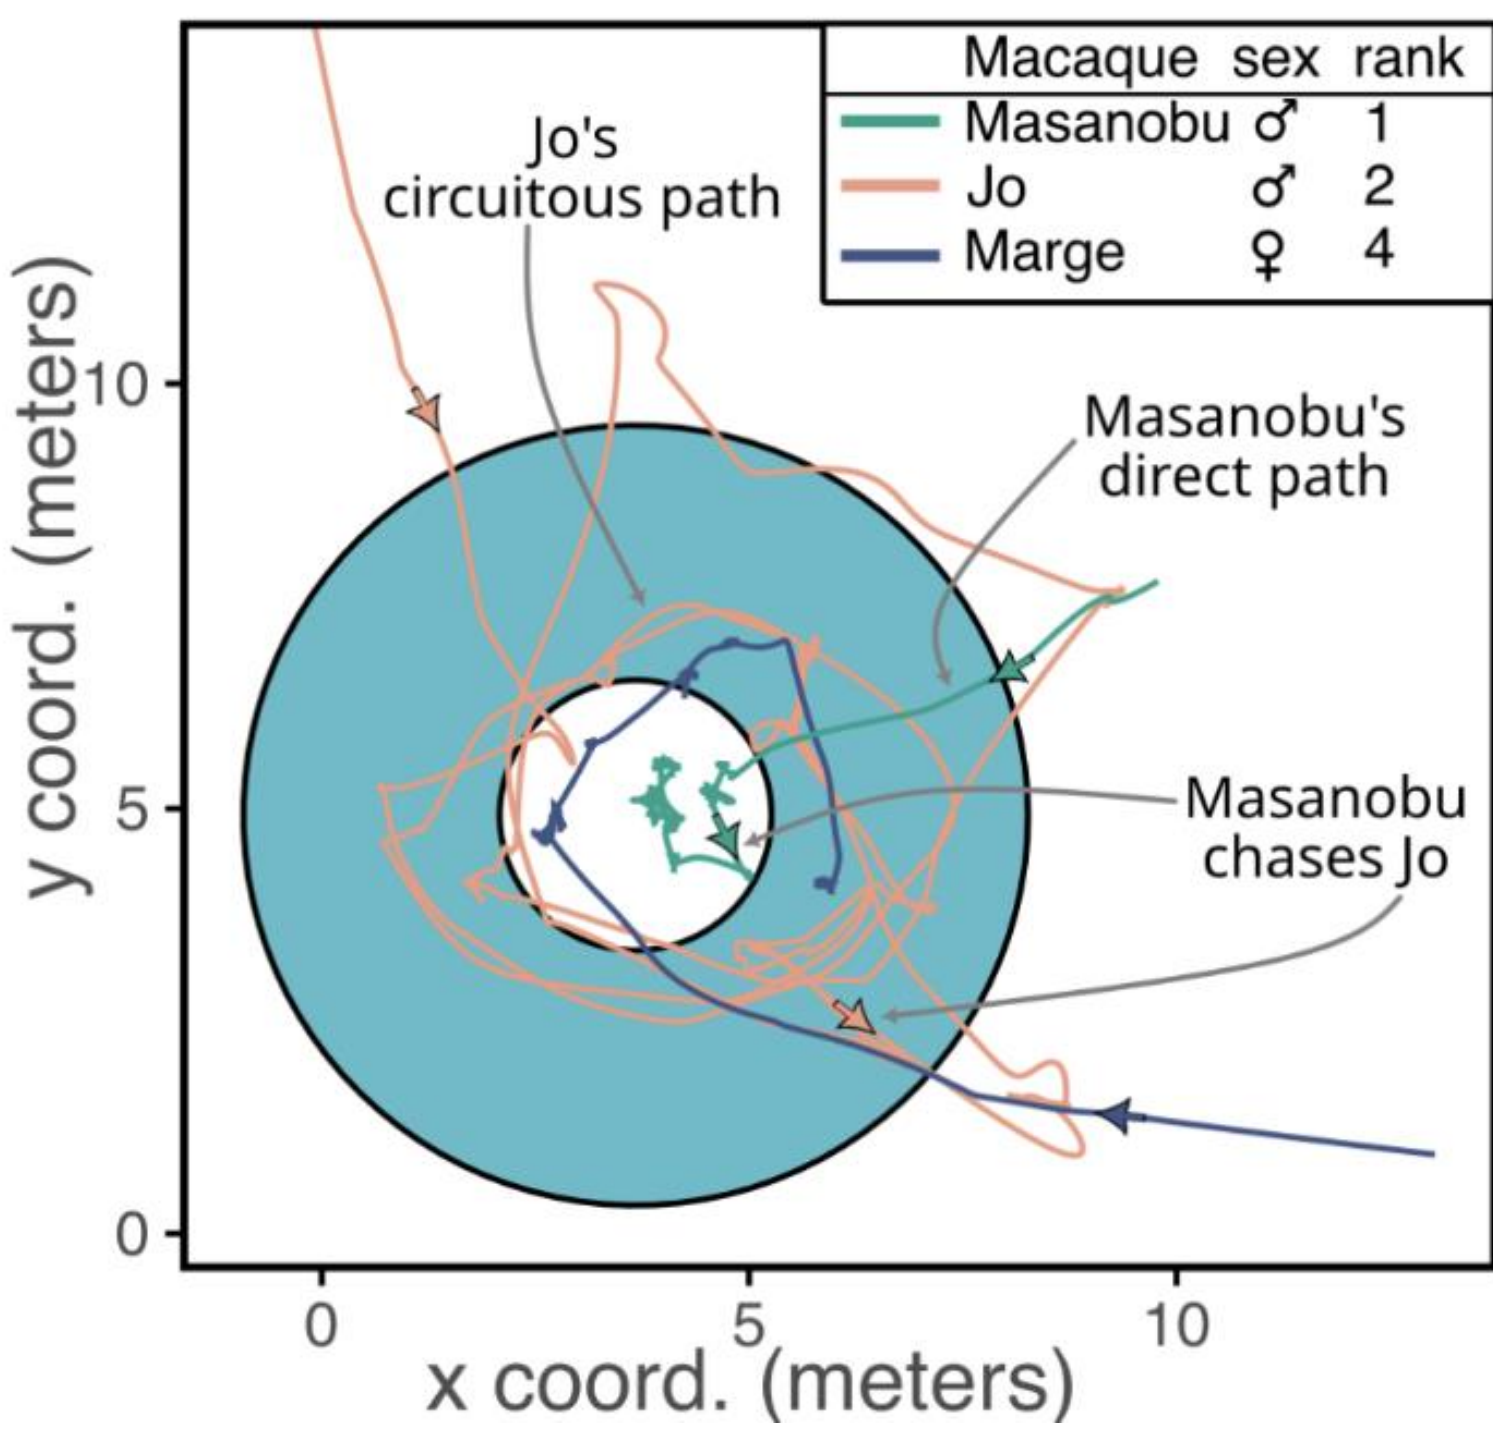 Macaque sex rank
Masanobu ♂ 1
Jo ♂ 2
Marge ♀ 4
Jo's
circuitous path
Masanobu's
direct path
Masanobu
chases Jo
y coord. (meters)
10
5
0
0 5 10
x coord. (meters)